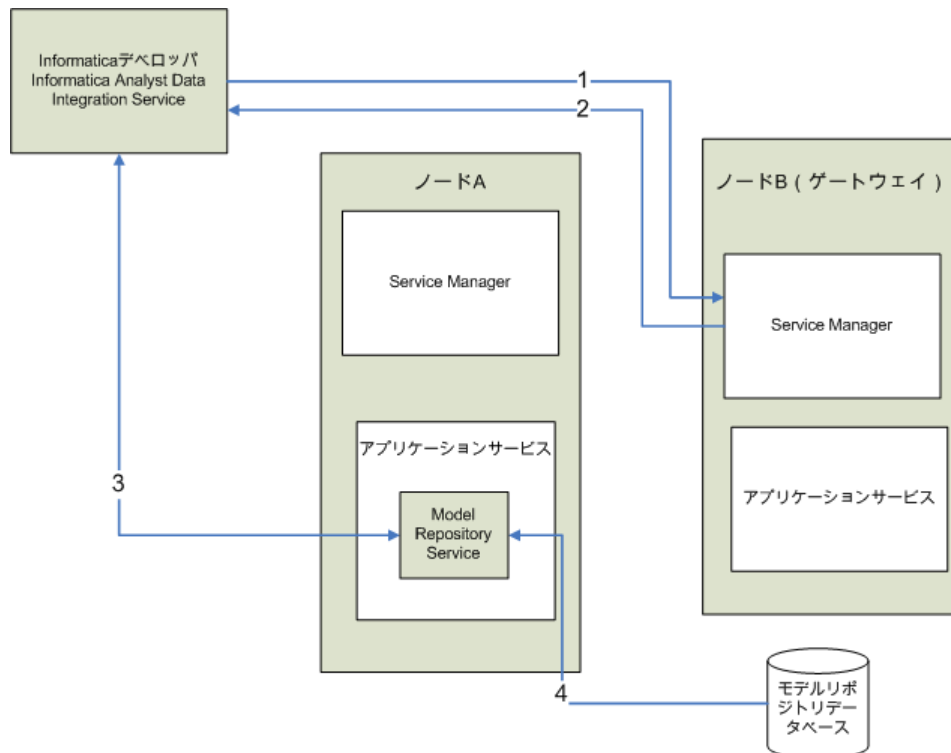 Informaticaデベロッパ
Informatica Analyst Data
Integration Service
1
2
ノードA
Service Manager
アプリケーションサービス
Model
Repository
Service
3
4
ノードB ( ゲートウェイ )
Service Manager
アプリケーションサービス
モデルリポ
ジトリデー
タベース